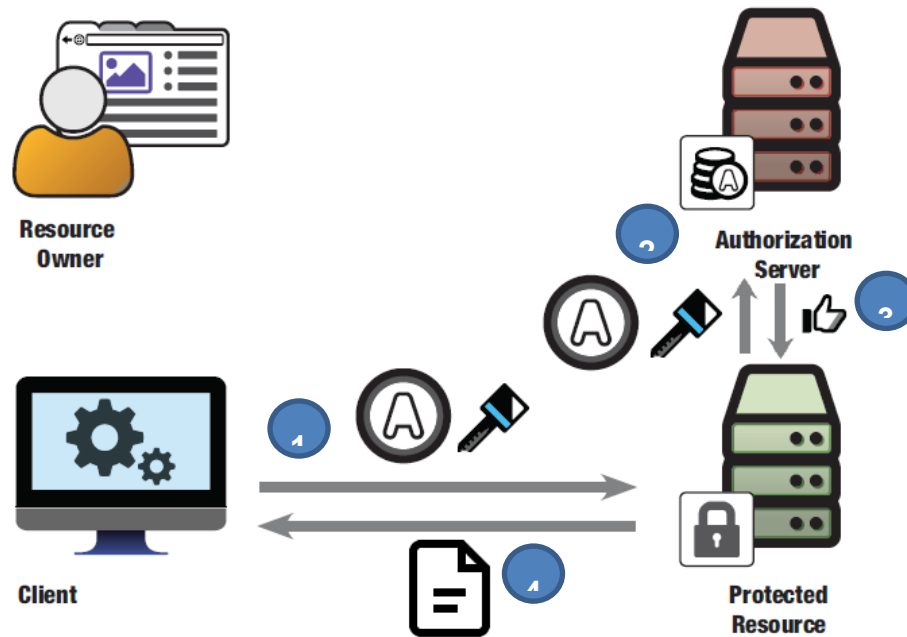 Resource
Owner
Authorization
Server
A
A
A
Client
Protected
Resource